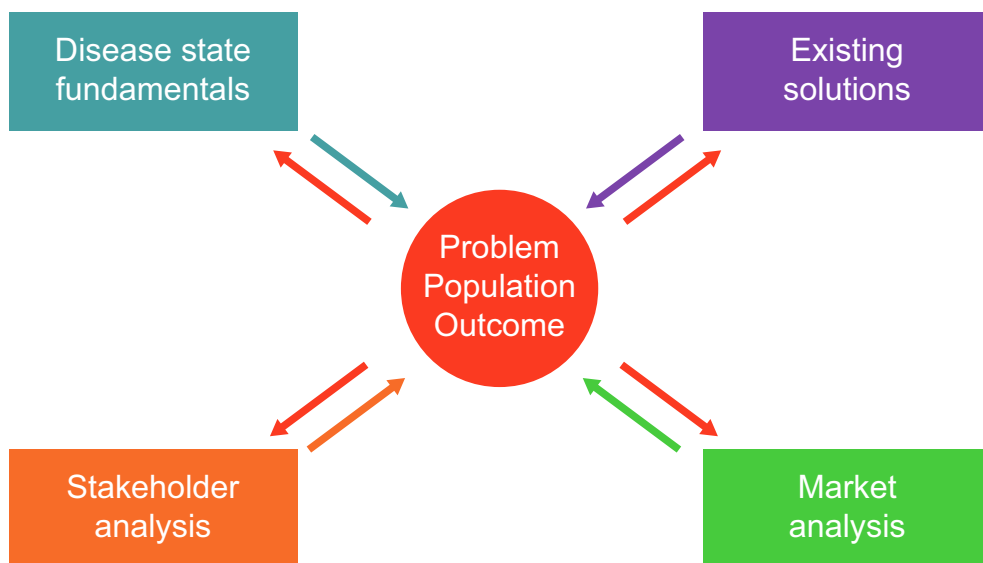 Disease state
fundamentals
Existing
solutions
Problem
Population
Outcome
Stakeholder
analysis
Market
analysis